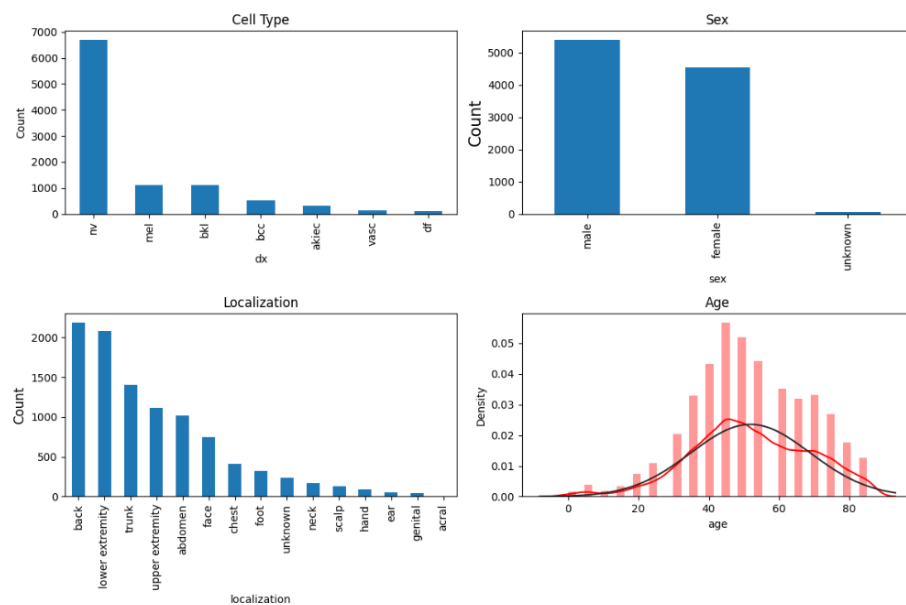 Cell Type
7000
6000
5000
4000
3000
2000
1000
0
Count
nv
mel
bkl
bcc
akiec
vasc
df
dx
Sex
5000
4000
3000
2000
1000
0
Count
male
female
unknown
sex
Localization
2000
1500
1000
500
0
Count
back
lower extremity
trunk
upper extremity
abdomen
face
chest
foot
unknown
neck
scalp
hand
ear
genital
acral
localization
Age
0.05
0.04
0.03
0.02
0.01
0.00
Density
0 20 40 60 80
age